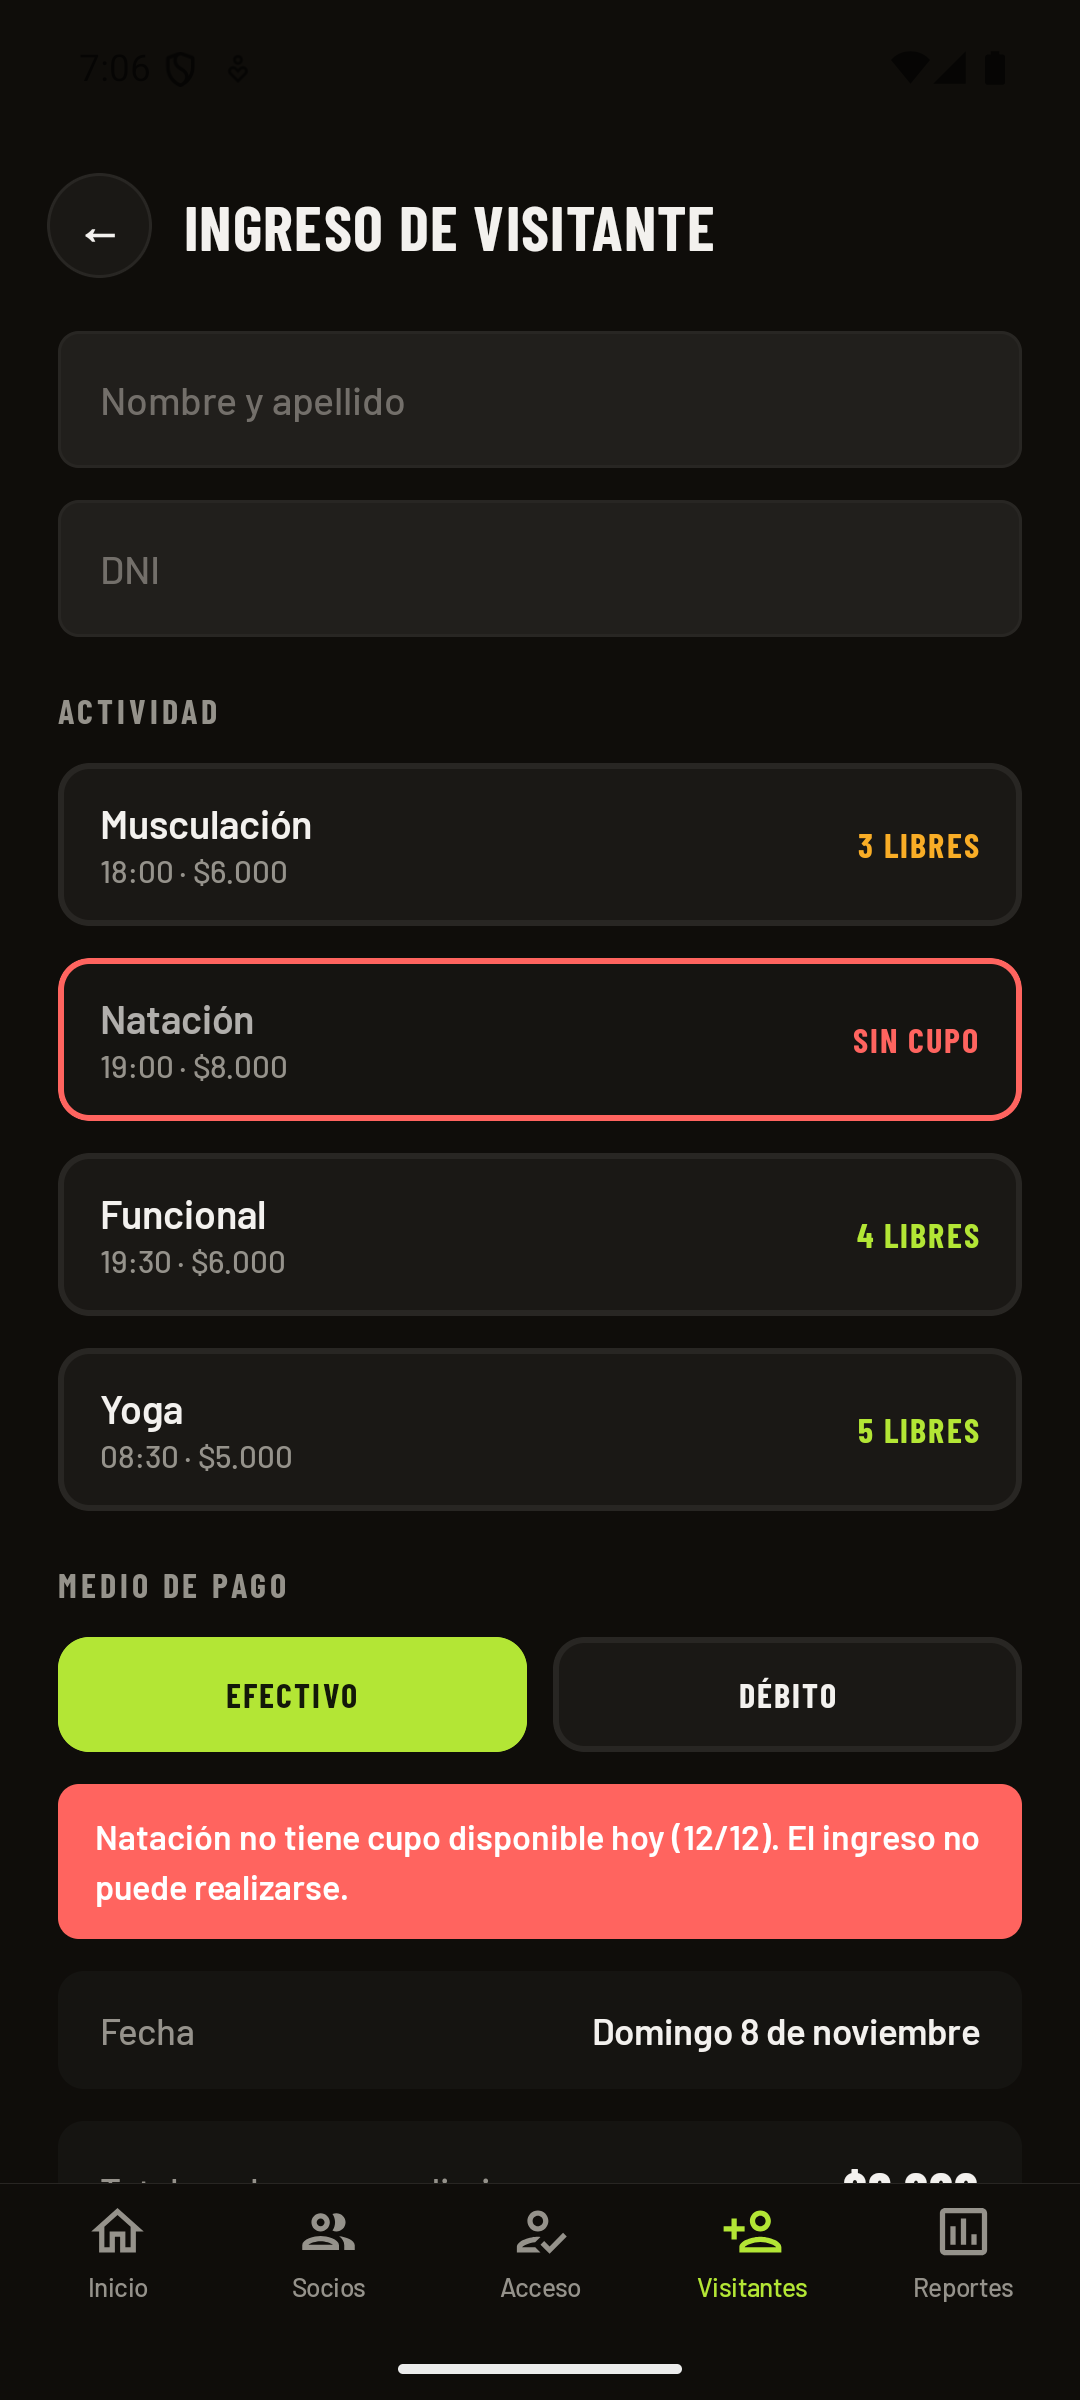 7:06
←
INGRESO DE VISITANTE
Nombre y apellido
DNI
ACTIVIDAD
Musculación
18:00 · $6.000
3 LIBRES
Natación
19:00 · $8.000
SIN CUPO
Funcional
19:30 · $6.000
4 LIBRES
Yoga
08:30 · $5.000
5 LIBRES
MEDIO DE PAGO
EFECTIVO
DÉBITO
Natación no tiene cupo disponible hoy (12/12). El ingreso no
puede realizarse.
Fecha
Domingo 8 de noviembre
Inicio
Socios
Acceso
Visitantes
Reportes